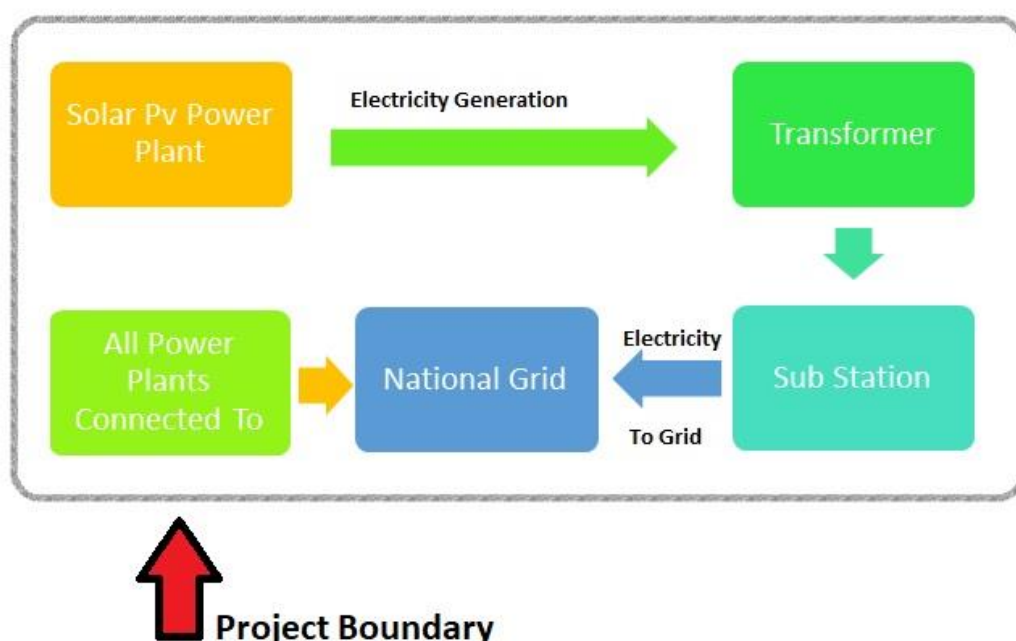 Solar Pv Power
Plant
Electricity Generation
Transformer
All Power
Plants
Connected To
National Grid
Electricity
To Grid
Sub Station
Project Boundary